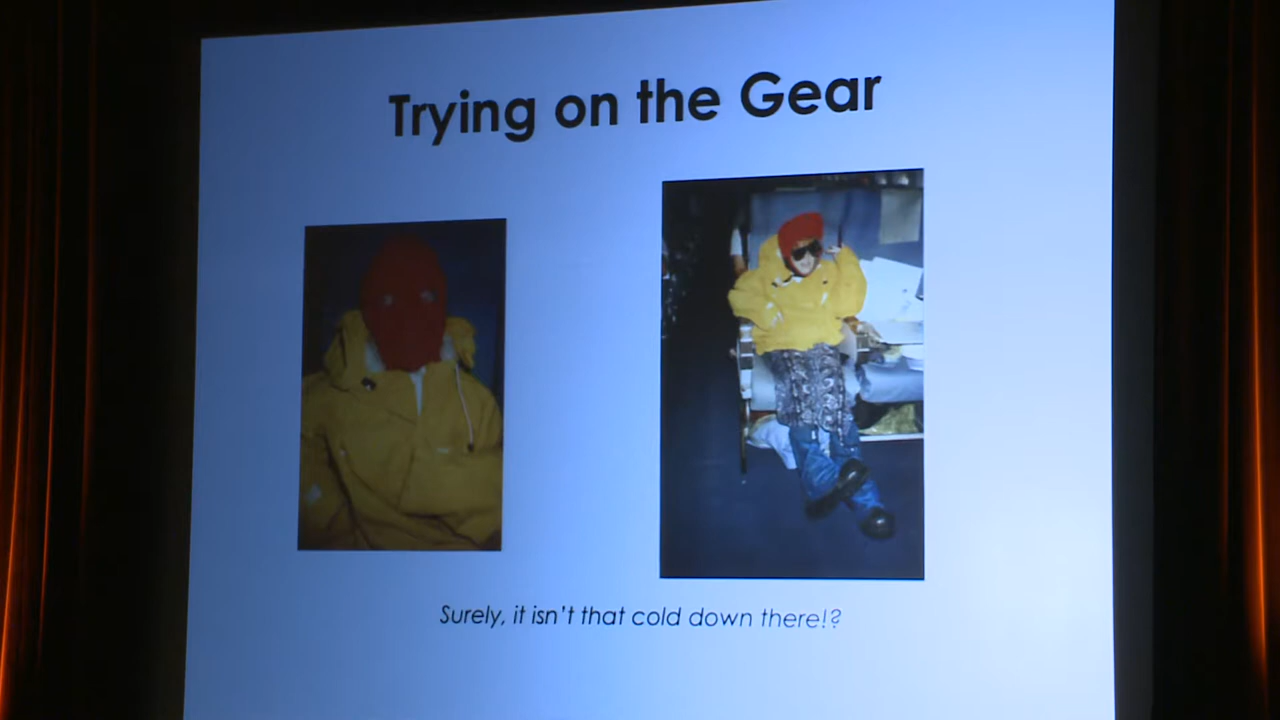 Trying on the Gear
Surely, it isn't that cold down there!?